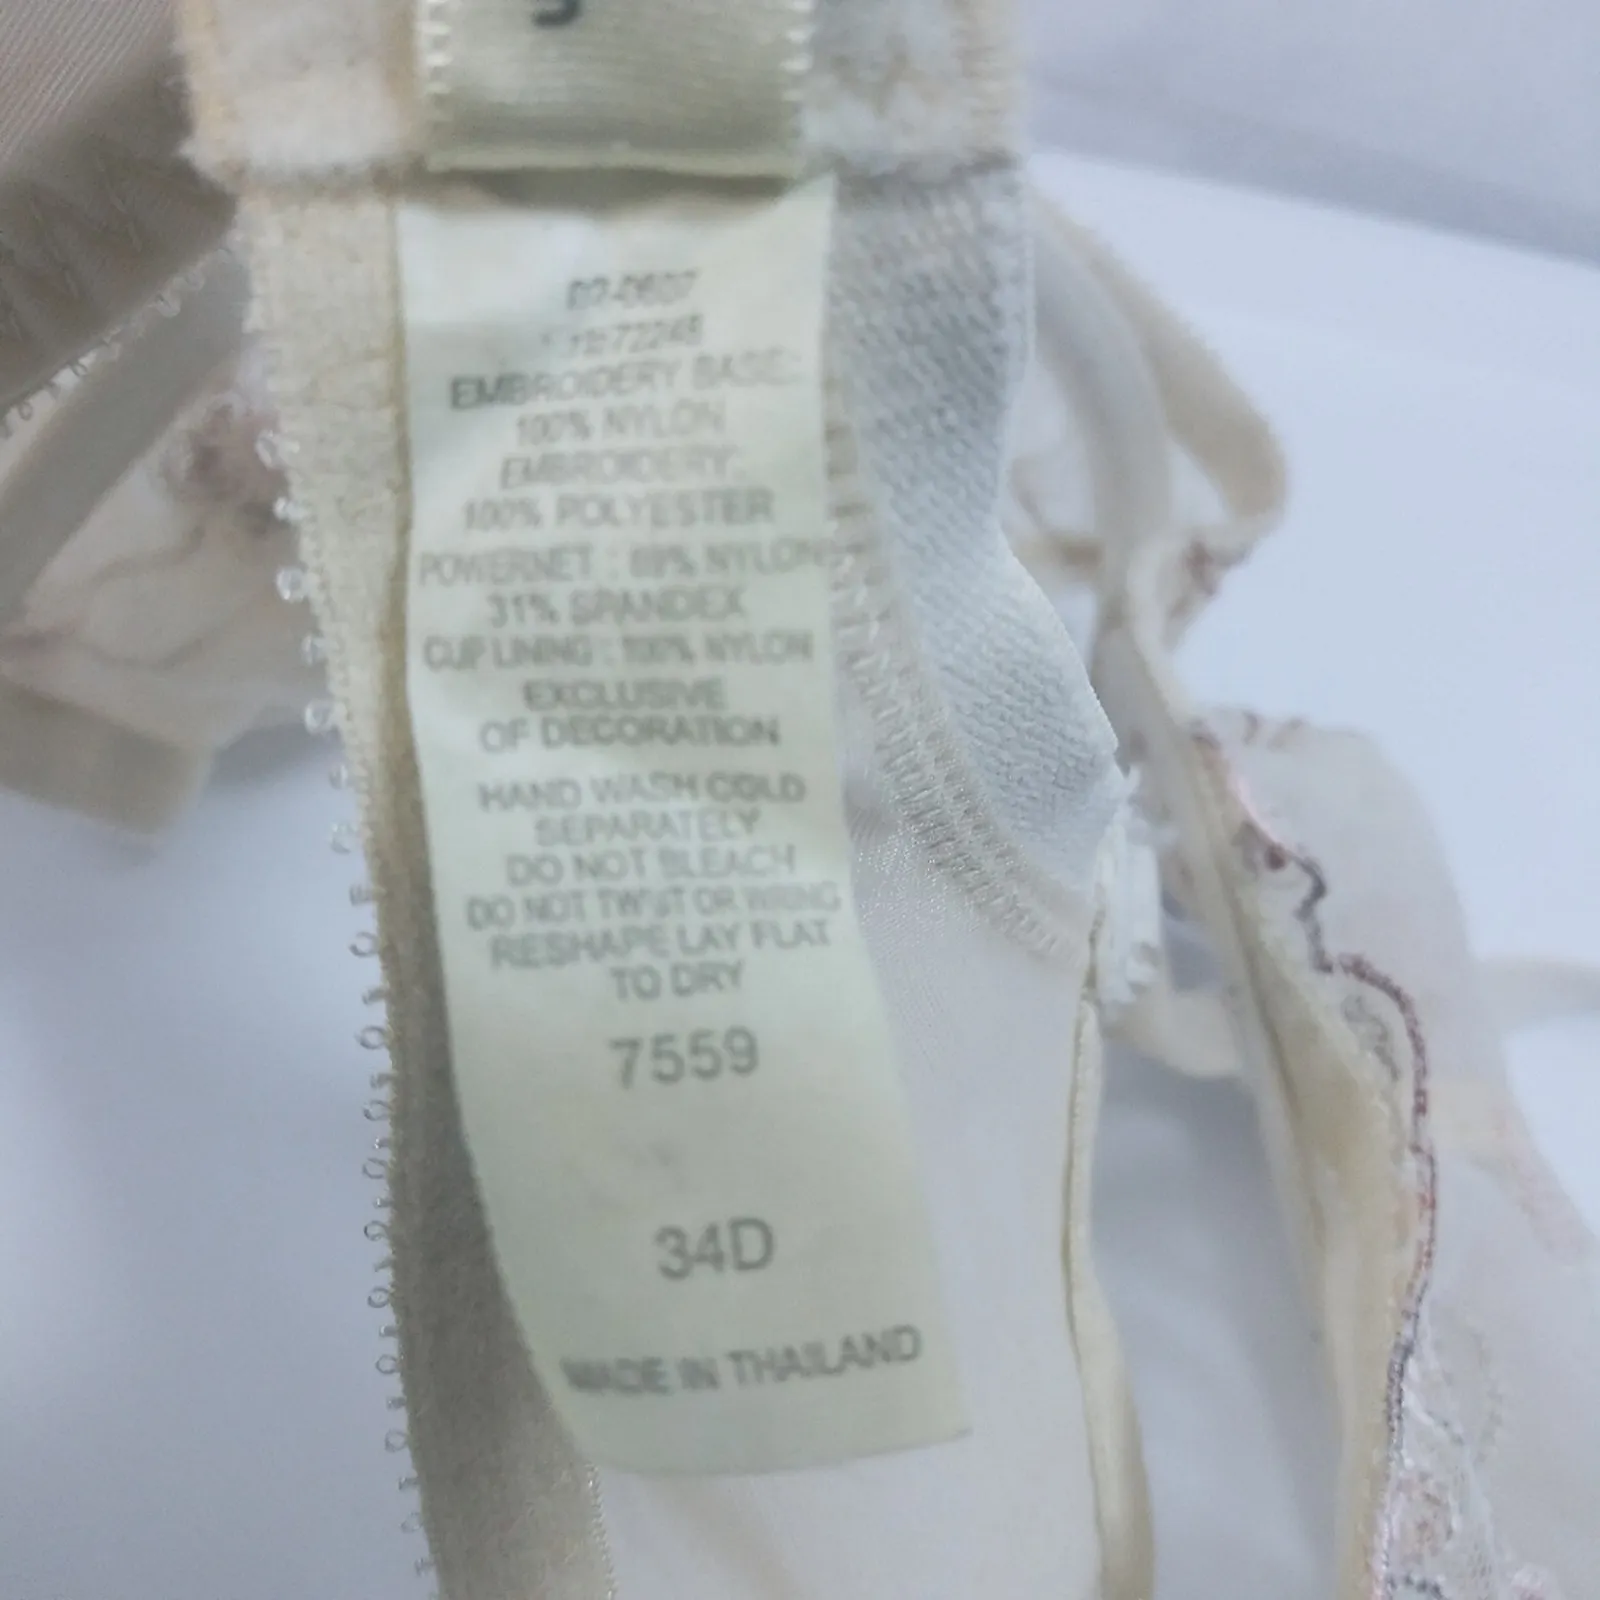 EMBROIDERY BASE:
100% NYLON
EMBROIDERY:
100% POLYESTER
POWERNET : 69% NYLON
31% SPANDEX
CUP LINING : 100% NYLON
EXCLUSIVE
OF DECORATION
HAND WASH COLD
SEPARATELY
DO NOT BLEACH
DO NOT TWIST OR WRING
RESHAPE LAY FLAT
TO DRY
7559
34D
MADE IN THAILAND